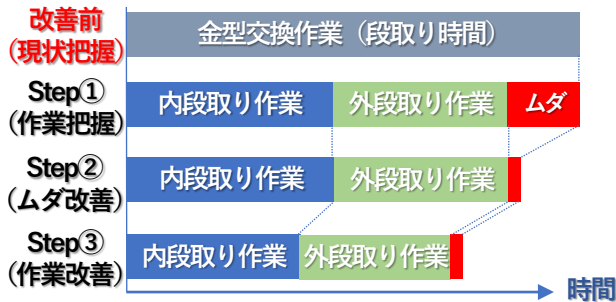 改善前
(現状把握)
金型交換作業（段取り時間）
Step①
(作業把握)
内段取り作業
外段取り作業
ムダ
Step②
(ムダ改善)
内段取り作業
外段取り作業
Step③
(作業改善)
内段取り作業
外段取り作業
時間